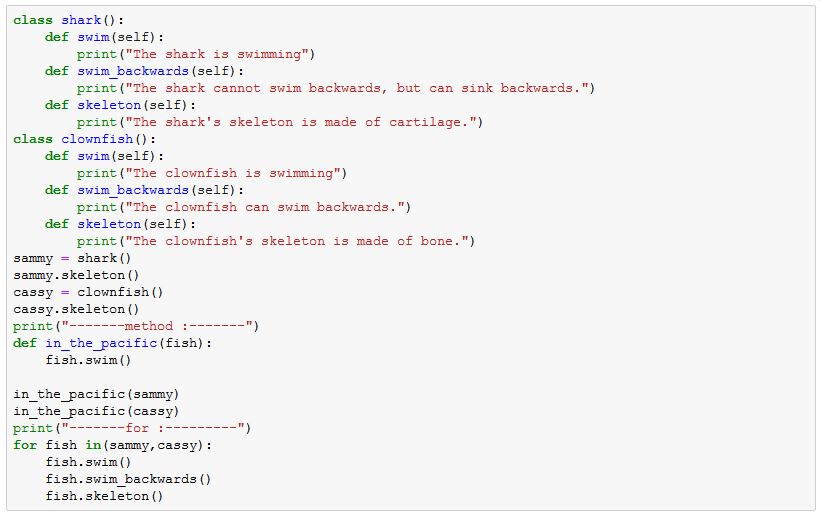 class shark():
    def swim(self):
        print("The shark is swimming")
    def swim_backwards(self):
        print("The shark cannot swim backwards, but can sink backwards.")
    def skeleton(self):
        print("The shark's skeleton is made of cartilage.")
class clownfish():
    def swim(self):
        print("The clownfish is swimming")
    def swim_backwards(self):
        print("The clownfish can swim backwards.")
    def skeleton(self):
        print("The clownfish's skeleton is made of bone.")
sammy = shark()
sammy.skeleton()
cassy = clownfish()
cassy.skeleton()
print("-------method :-------")
def in_the_pacific(fish):
    fish.swim()

in_the_pacific(sammy)
in_the_pacific(cassy)
print("-------for :---------")
for fish in(sammy,cassy):
    fish.swim()
    fish.swim_backwards()
    fish.skeleton()